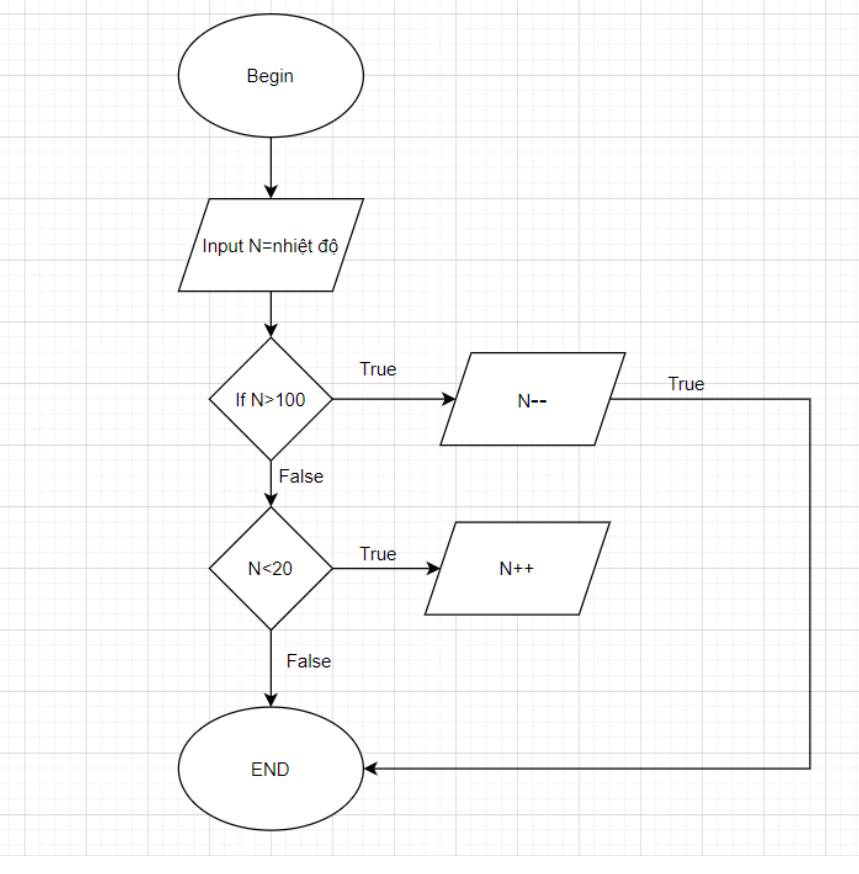 Begin
Input N=nhiệt độ
If N>100
True
N--
True
False
N<20
True
N++
False
END